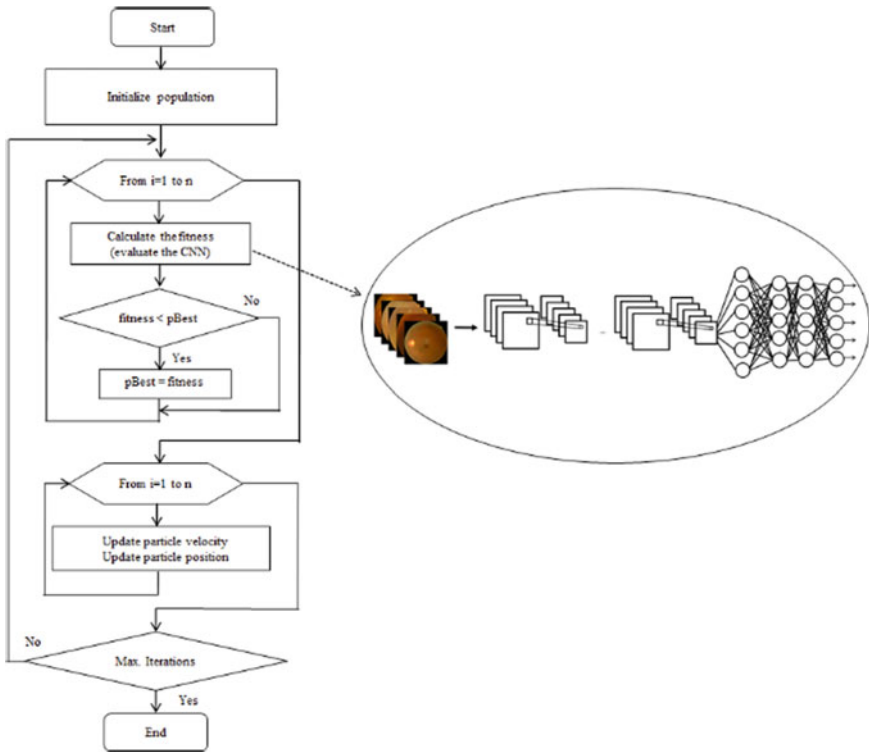 Start
Initialize population
From i=1 to n
Calculate the fitness
(evaluate the CNN)
fitness < pBest
No
Yes
pBest = fitness
From i=1 to n
Update particle velocity
Update particle position
No
Max. Iterations
Yes
End